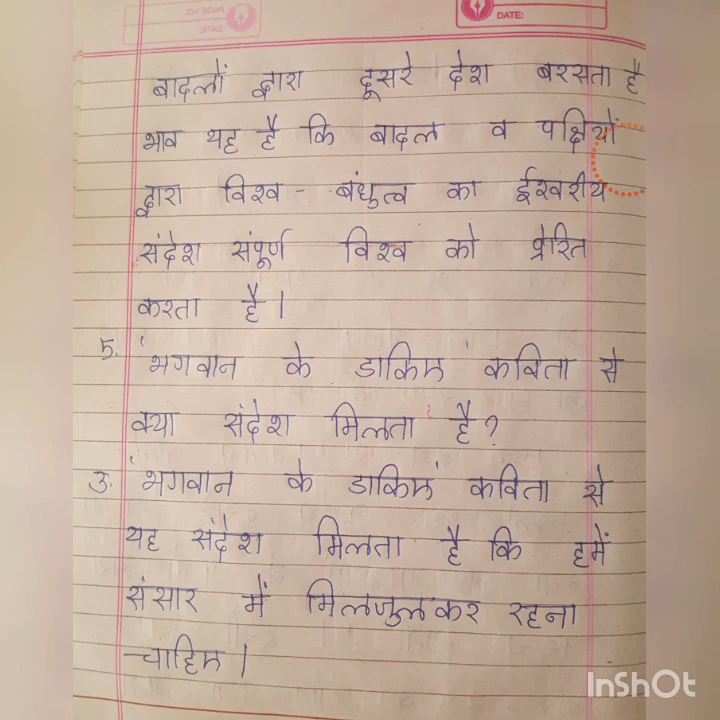 DATE:
बादलों द्वारा दूसरे देश बरसता है
भाव यह है कि बादल व पक्षियों
द्वारा विश्व - बंधुत्व का ईश्वरीय
संदेश संपूर्ण विश्व को प्रेरित
करता है।
5. 'भगवान के डाकिए' कविता से
क्या संदेश मिलता है?
उ. 'भगवान के डाकिए' कविता से
यह संदेश मिलता है कि हमें
संसार में मिलजुलकर रहना
चाहिए।
InShOt